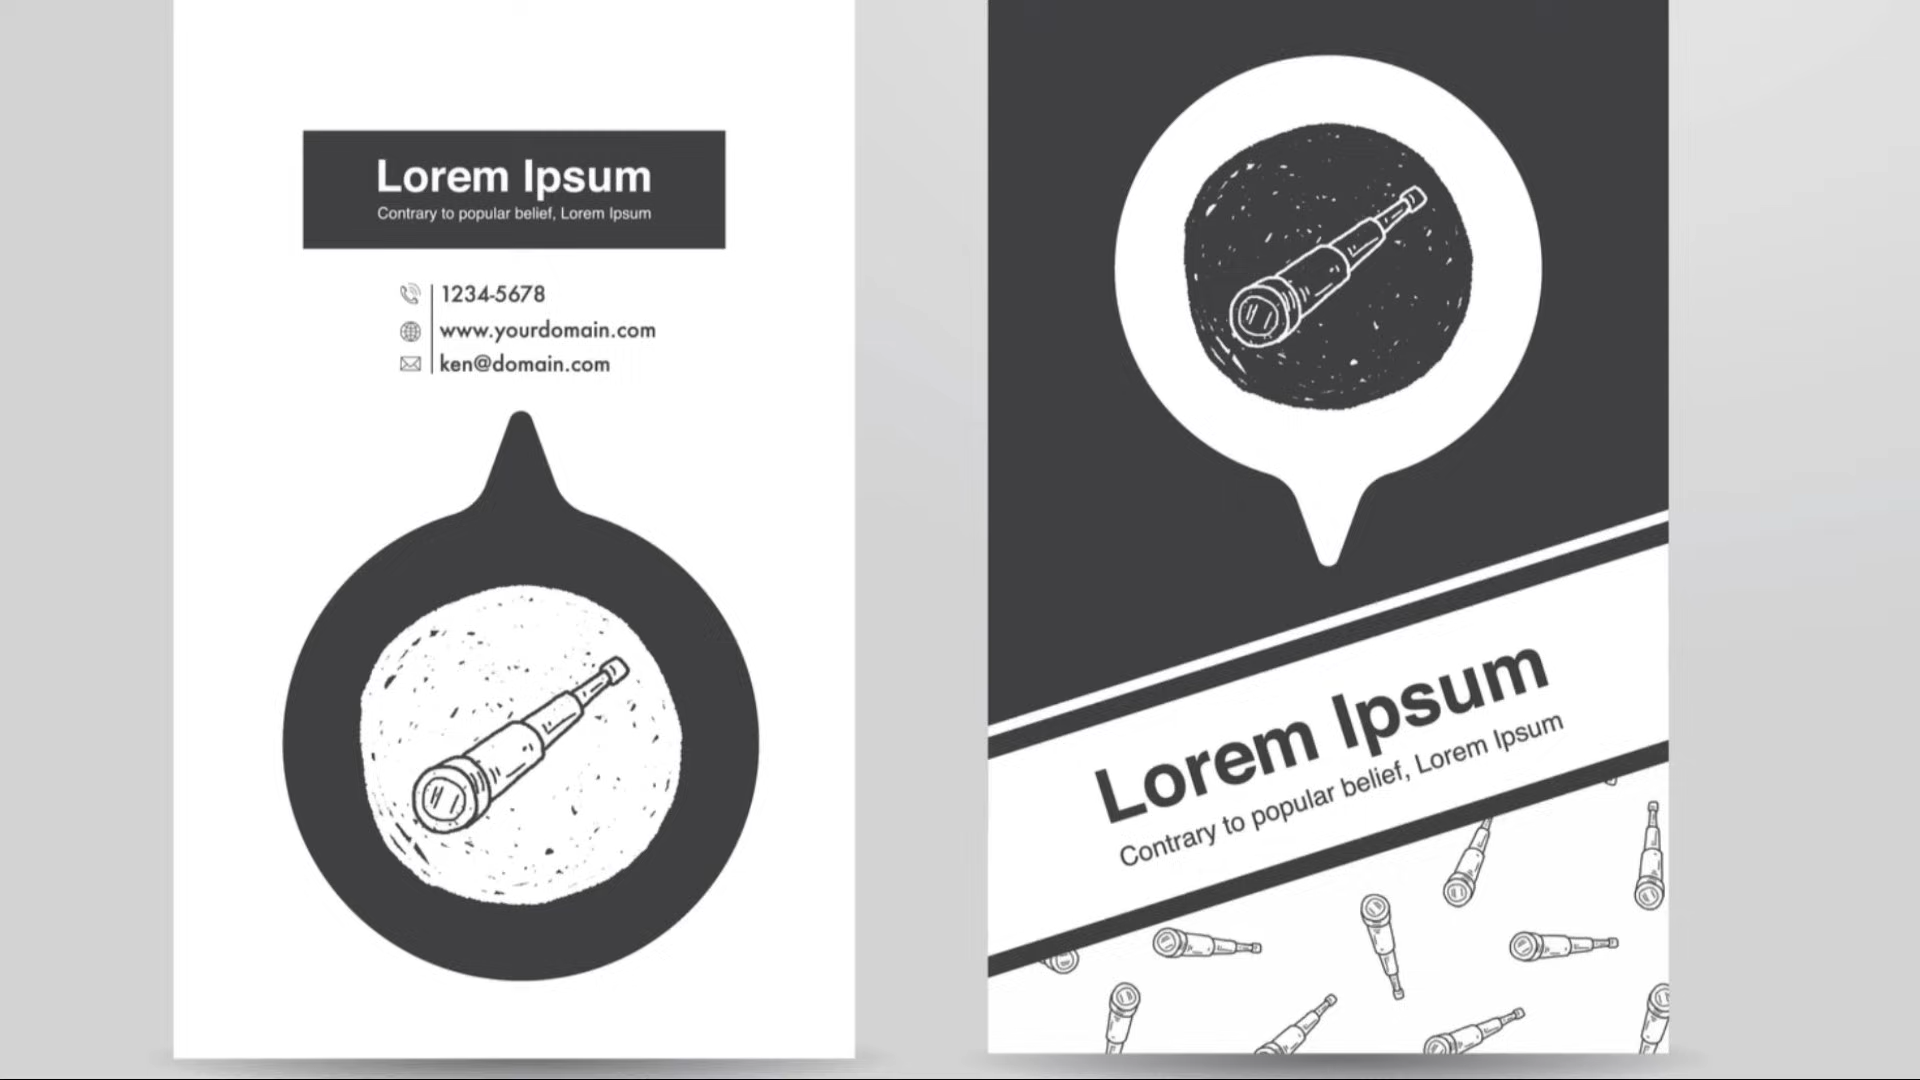 Lorem Ipsum
Contrary to popular belief, Lorem Ipsum
1234-5678
www.yourdomain.com
ken@domain.com
Lorem Ipsum
Contrary to popular belief, Lorem Ipsum